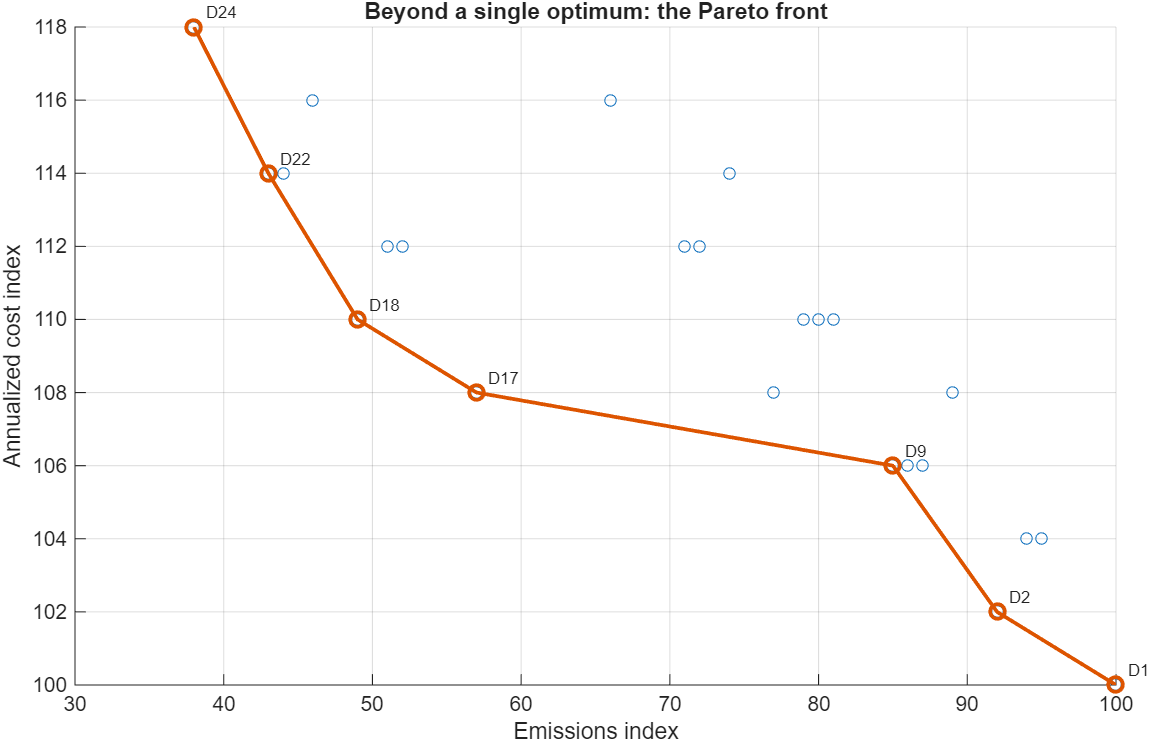 Beyond a single optimum: the Pareto front
D24
118
116
D22
114
112
D18
110
D17
108
D9
106
104
D2
102
D1
100
30 40 50 60 70 80 90 100
Emissions index
Annualized cost index